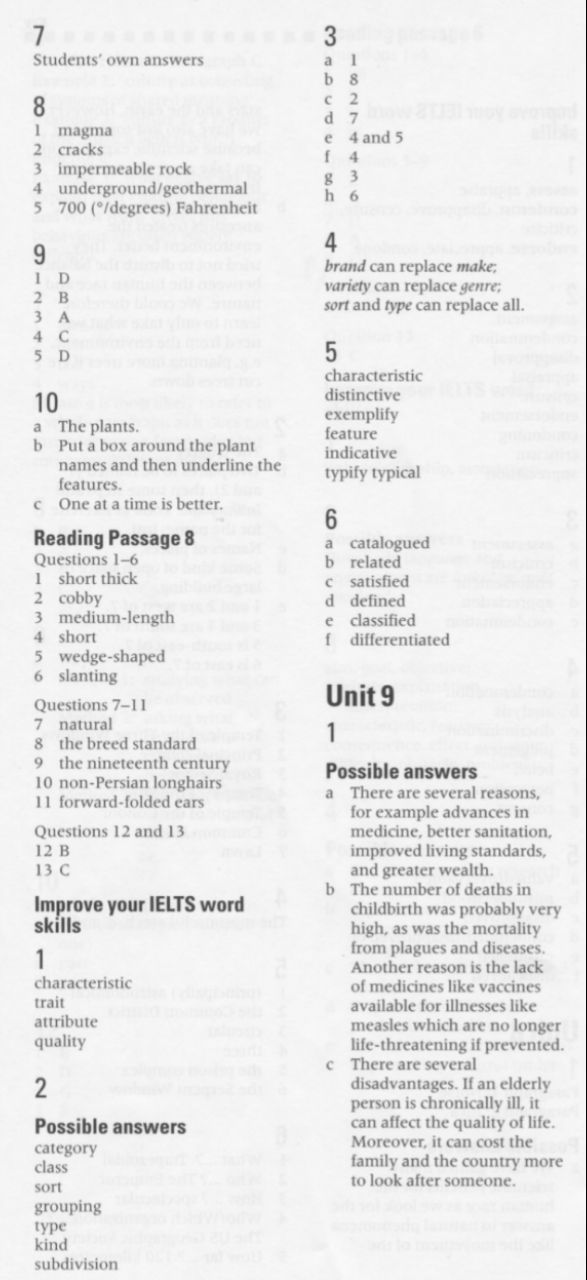 7
Students' own answers
8
1 magma
2 cracks
3 impermeable rock
4 underground/geothermal
5 700 (°/degrees) Fahrenheit
9
1 D
2 B
3 A
4 C
5 D
10
a The plants.
b Put a box around the plant
names and then underline the
features.
c One at a time is better.
Reading Passage 8
Questions 1–6
1 short thick
2 cobby
3 medium-length
4 short
5 wedge-shaped
6 slanting
Questions 7–11
7 natural
8 the breed standard
9 the nineteenth century
10 non-Persian longhairs
11 forward-folded ears
Questions 12 and 13
12 B
13 C
Improve your IELTS word
skills
1
characteristic
trait
attribute
quality
2
Possible answers
category
class
sort
grouping
type
kind
subdivision
3
a 1
b 8
c 2
d 7
e 4 and 5
f 4
g 3
h 6
4
brand can replace make;
variety can replace genre;
sort and type can replace all.
5
characteristic
distinctive
exemplify
feature
indicative
typify typical
6
a catalogued
b related
c satisfied
d defined
e classified
f differentiated
Unit 9
1
Possible answers
a There are several reasons,
for example advances in
medicine, better sanitation,
improved living standards,
and greater wealth.
b The number of deaths in
childbirth was probably very
high, as was the mortality
from plagues and diseases.
Another reason is the lack
of medicines like vaccines
available for illnesses like
measles which are no longer
life-threatening if prevented.
c There are several
disadvantages. If an elderly
person is chronically ill, it
can affect the quality of life.
Moreover, it can cost the
family and the country more
to look after someone.